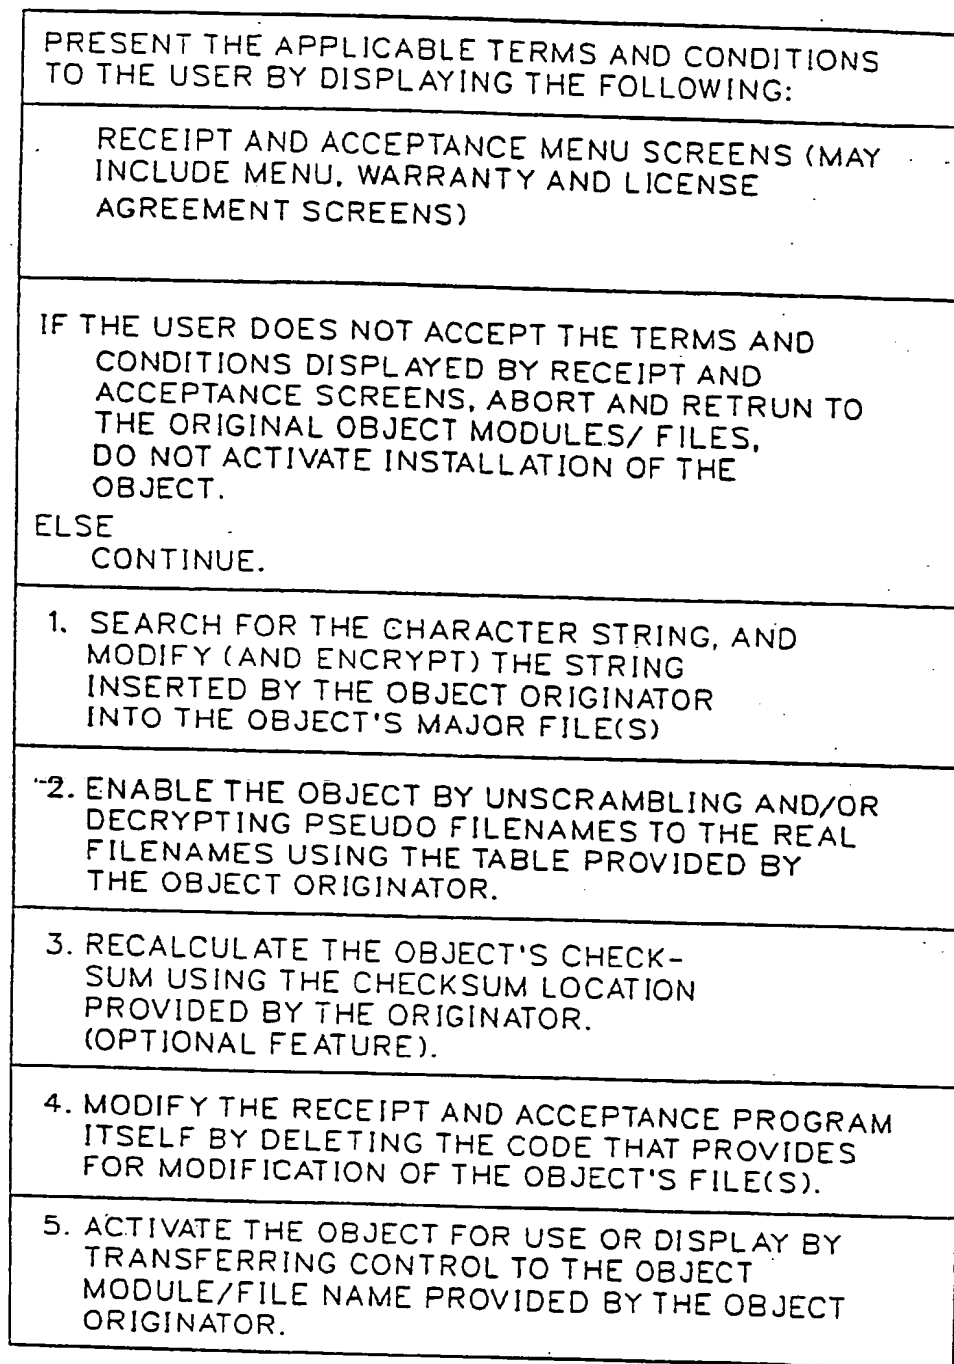 PRESENT THE APPLICABLE TERMS AND CONDITIONS
TO THE USER BY DISPLAYING THE FOLLOWING:
RECEIPT AND ACCEPTANCE MENU SCREENS (MAY
INCLUDE MENU, WARRANTY AND LICENSE
AGREEMENT SCREENS)
IF THE USER DOES NOT ACCEPT THE TERMS AND
CONDITIONS DISPLAYED BY RECEIPT AND
ACCEPTANCE SCREENS, ABORT AND RETRUN TO
THE ORIGINAL OBJECT MODULES/ FILES,
DO NOT ACTIVATE INSTALLATION OF THE
OBJECT.
ELSE
CONTINUE.
1. SEARCH FOR THE CHARACTER STRING, AND
MODIFY (AND ENCRYPT) THE STRING
INSERTED BY THE OBJECT ORIGINATOR
INTO THE OBJECT'S MAJOR FILE(S)
2. ENABLE THE OBJECT BY UNSCRAMBLING AND/OR
DECRYPTING PSEUDO FILENAMES TO THE REAL
FILENAMES USING THE TABLE PROVIDED BY
THE OBJECT ORIGINATOR.
3. RECALCULATE THE OBJECT'S CHECK-
SUM USING THE CHECKSUM LOCATION
PROVIDED BY THE ORIGINATOR.
(OPTIONAL FEATURE).
4. MODIFY THE RECEIPT AND ACCEPTANCE PROGRAM
ITSELF BY DELETING THE CODE THAT PROVIDES
FOR MODIFICATION OF THE OBJECT'S FILE(S).
5. ACTIVATE THE OBJECT FOR USE OR DISPLAY BY
TRANSFERRING CONTROL TO THE OBJECT
MODULE/FILE NAME PROVIDED BY THE OBJECT
ORIGINATOR.